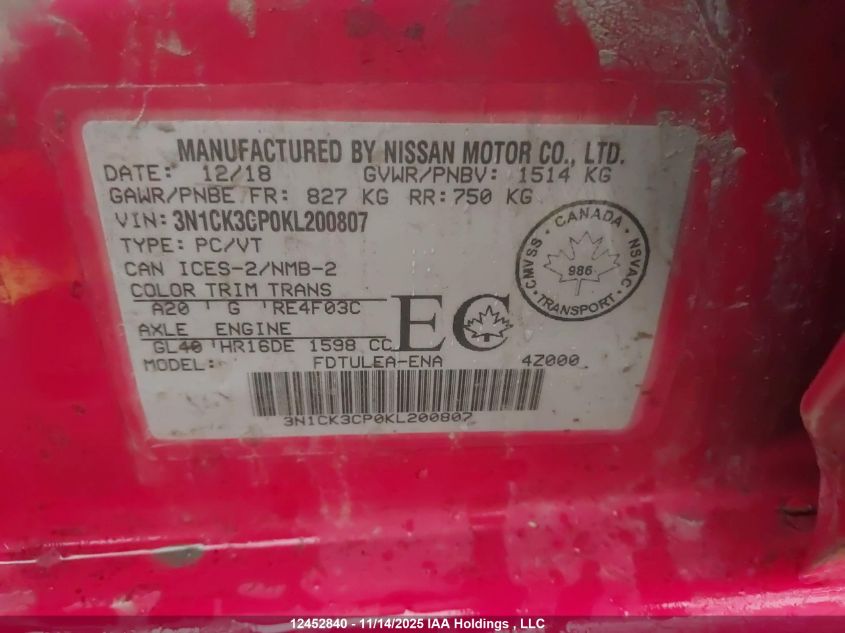 MANUFACTURED BY NISSAN MOTOR CO., LTD.
DATE: 12/18 GVWR/PNBV: 1514 KG
GAWR/PNBE FR: 827 KG RR: 750 KG
VIN: 3N1CK3CP0KL200807
TYPE: PC/VT
CAN ICES-2/NMB-2
COLOR TRIM TRANS
A20 G RE4F03C
AXLE ENGINE
GL40 HR16DE 1598 CC
MODEL: FDTULEA-ENA 4Z000
EC
CANADA
CMVSS 986 NSVAC
TRANSPORT
3N1CK3CP0KL200807
12452840 - 11/14/2025 IAA Holdings , LLC